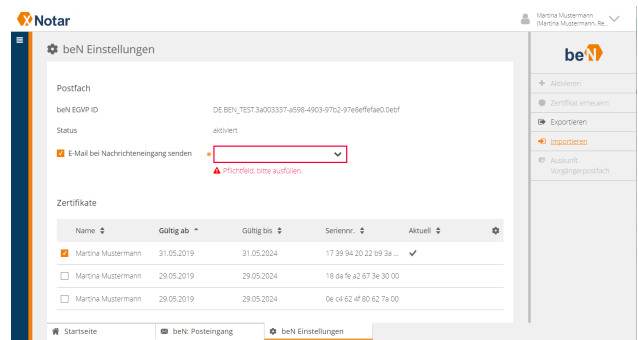 XNotar
Martina Mustermann
(Martina Mustermann, Re...
beN Einstellungen
Postfach
beN EGVP ID
DE.BEN_TEST.3a003337-a598-4903-97b2-97e8effefae0.0ebf
Status
aktiviert
E-Mail bei Nachrichteneingang senden
Pflichtfeld, bitte ausfüllen.
Zertifikate
Name Gültig ab Gültig bis Seriennr. Aktuell
Martina Mustermann 31.05.2019 31.05.2024 17 39 94 20 22 b9 3a ...
Martina Mustermann 29.05.2019 29.05.2024 18 da fe a2 67 3e 30 00
Martina Mustermann 29.05.2019 29.05.2024 0e c4 62 4f 80 62 7a 00
beN
Aktivieren
Zertifikat erneuern
Exportieren
Importieren
Auskunft
Vorgängerpostfach
Startseite
beN: Posteingang
beN Einstellungen